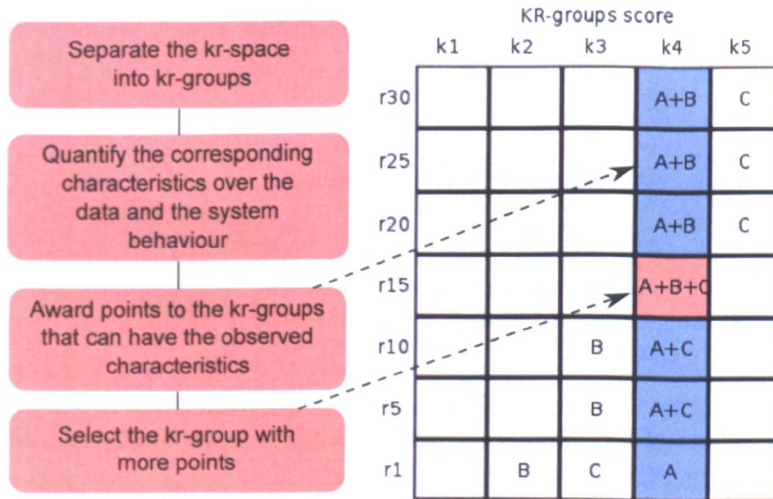 Separate the kr-space
into kr-groups
Quantify the corresponding
characteristics over the
data and the system
behaviour
Award points to the kr-groups
that can have the observed
characteristics
Select the kr-group with
more points
KR-groups score
k1 k2 k3 k4 k5
r30 A+B C
r25 A+B C
r20 A+B C
r15 A+B+C
r10 B A+C
r5 B A+C
r1 B C A